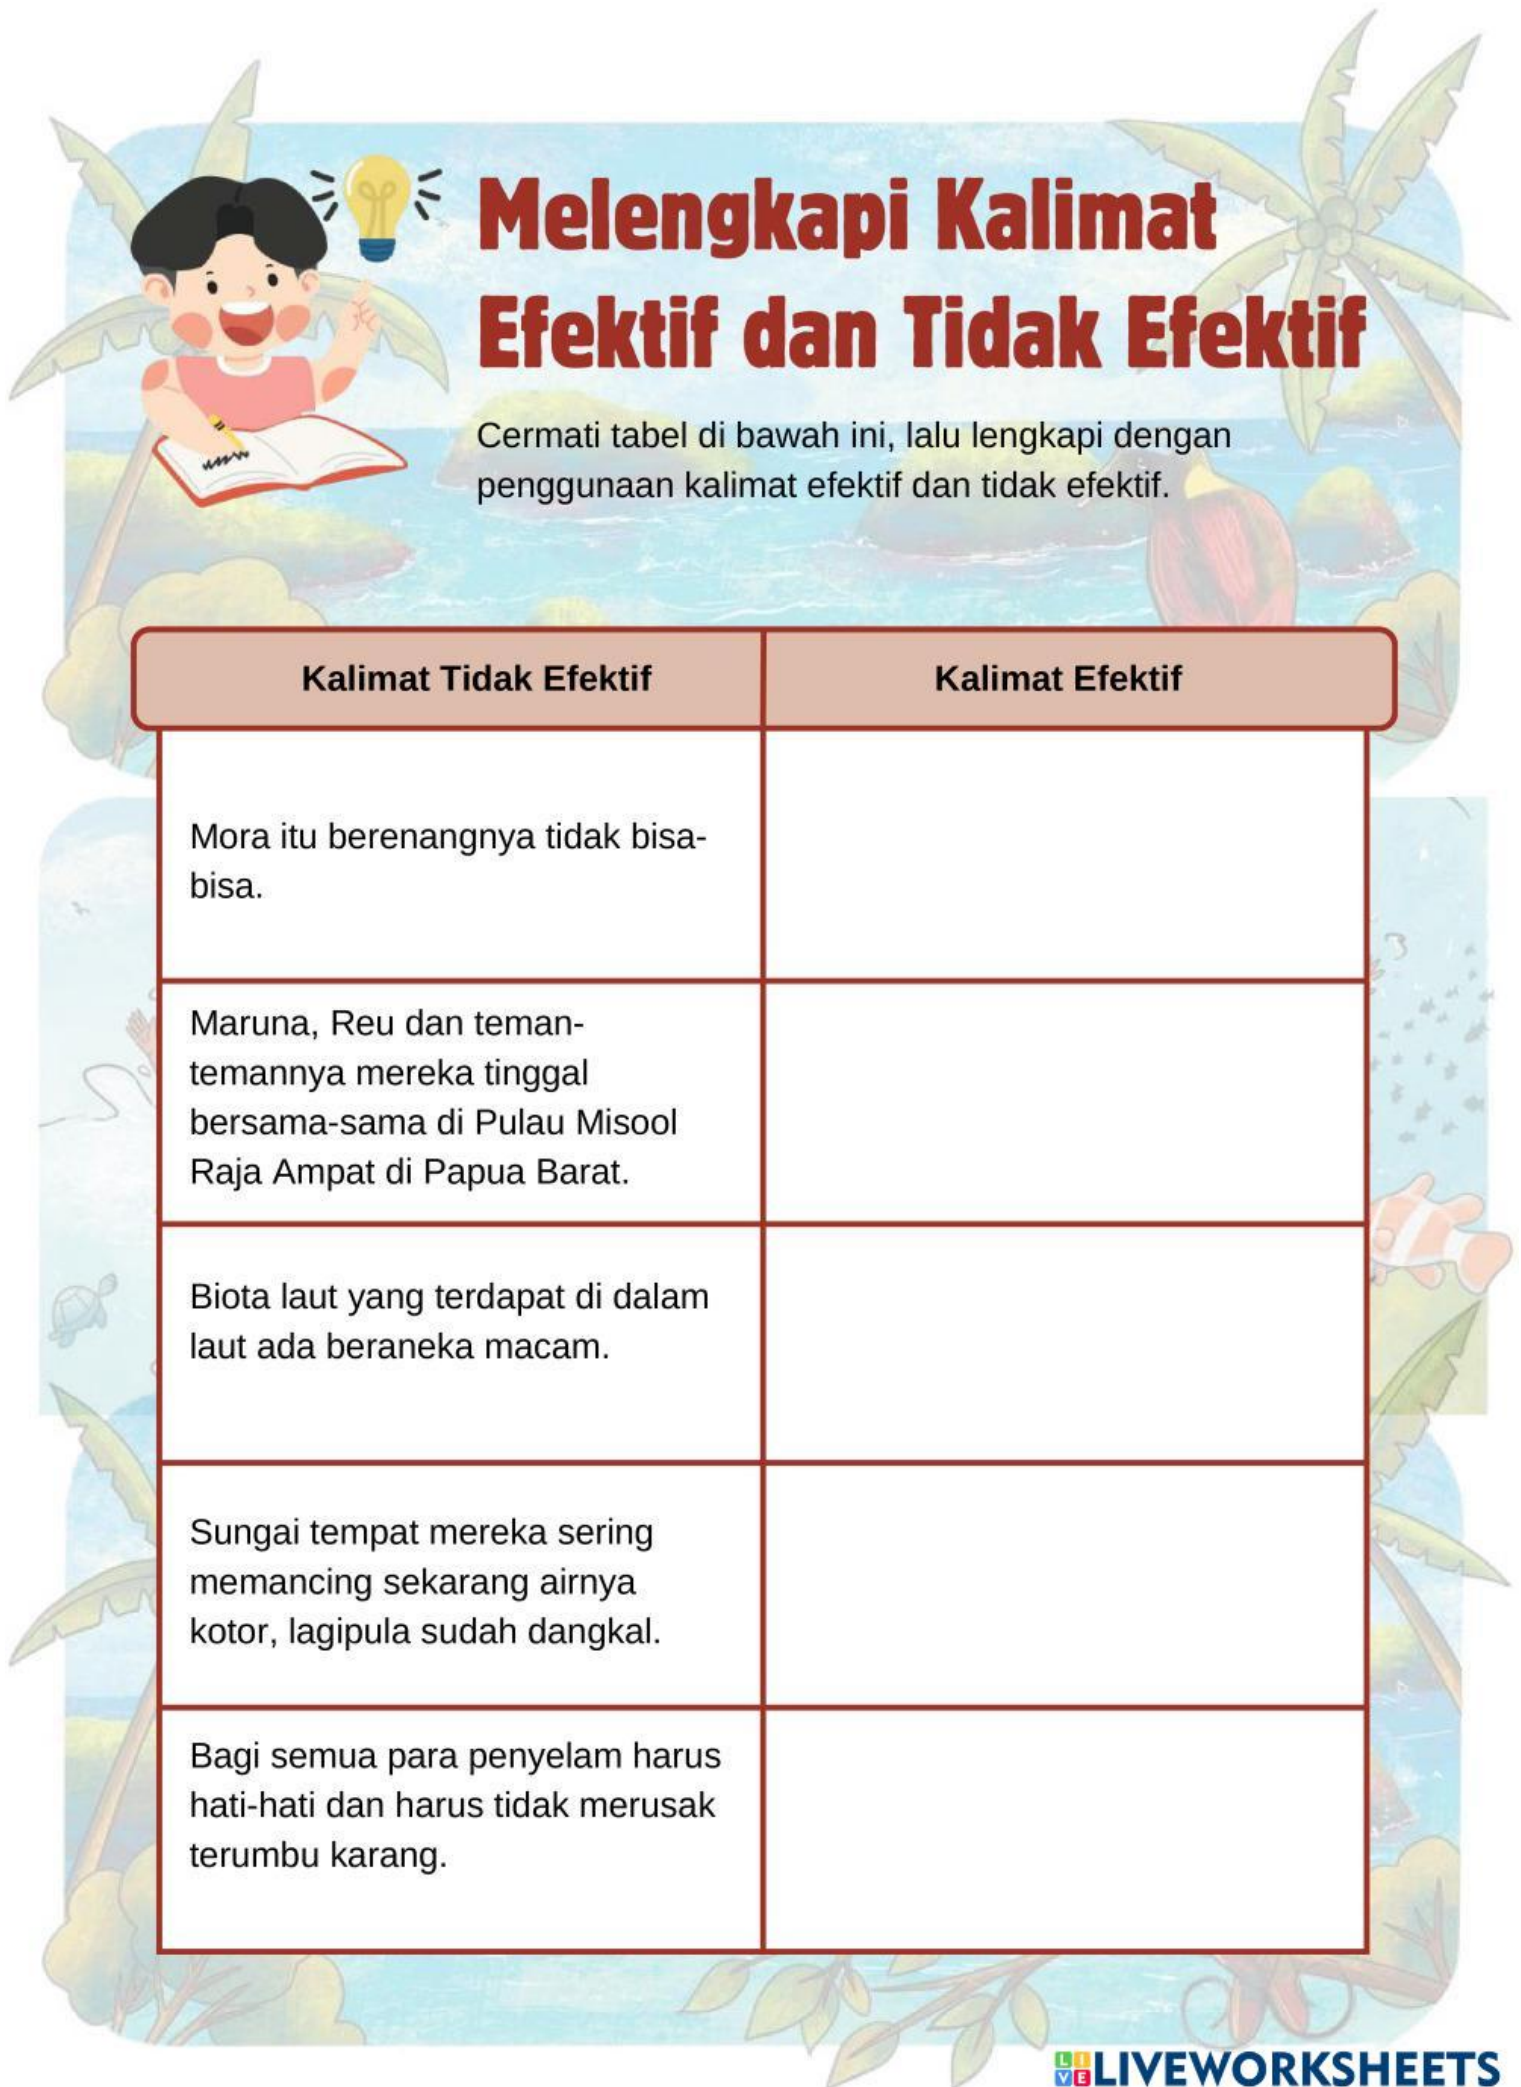 Melengkapi Kalimat
Efektif dan Tidak Efektif
Cermati tabel di bawah ini, lalu lengkapi dengan
penggunaan kalimat efektif dan tidak efektif.
Kalimat Tidak Efektif
Kalimat Efektif
Mora itu berenangnya tidak bisa-
bisa.
Maruna, Reu dan teman-
temannya mereka tinggal
bersama-sama di Pulau Misool
Raja Ampat di Papua Barat.
Biota laut yang terdapat di dalam
laut ada beraneka macam.
Sungai tempat mereka sering
memancing sekarang airnya
kotor, lagipula sudah dangkal.
Bagi semua para penyelam harus
hati-hati dan harus tidak merusak
terumbu karang.
LIVE LIVEWORKSHEETS